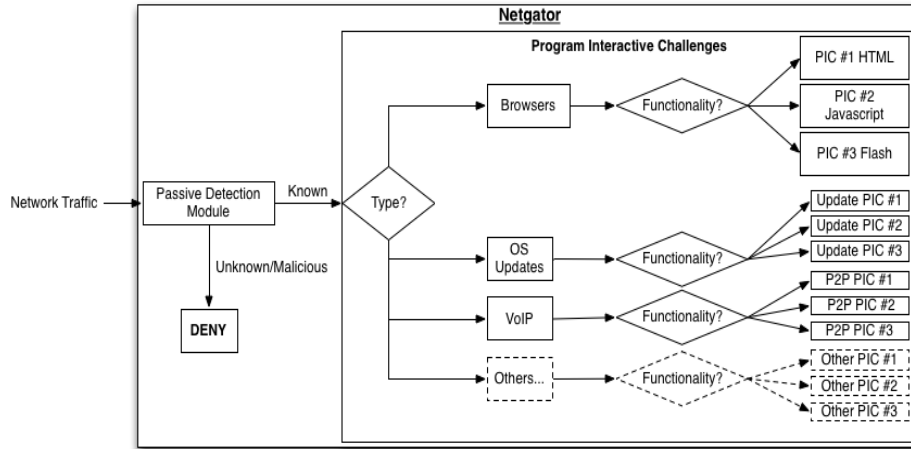 Netgator
Program Interactive Challenges
PIC #1 HTML
Browsers
Functionality?
PIC #2
Javascript
PIC #3 Flash
Network Traffic
Passive Detection
Module
Known
Type?
Unknown/Malicious
DENY
OS
Updates
Functionality?
Update PIC #1
Update PIC #2
Update PIC #3
VoIP
Functionality?
P2P PIC #1
P2P PIC #2
P2P PIC #3
Others...
Functionality?
Other PIC #1
Other PIC #2
Other PIC #3